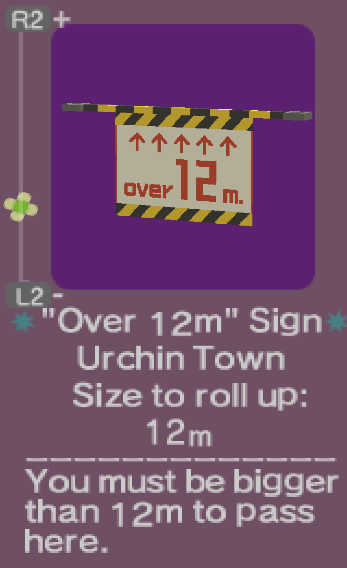 R2 +
over 12 m.
L2 -
"Over 12m" Sign
Urchin Town
Size to roll up:
12m
You must be bigger
than 12m to pass
here.